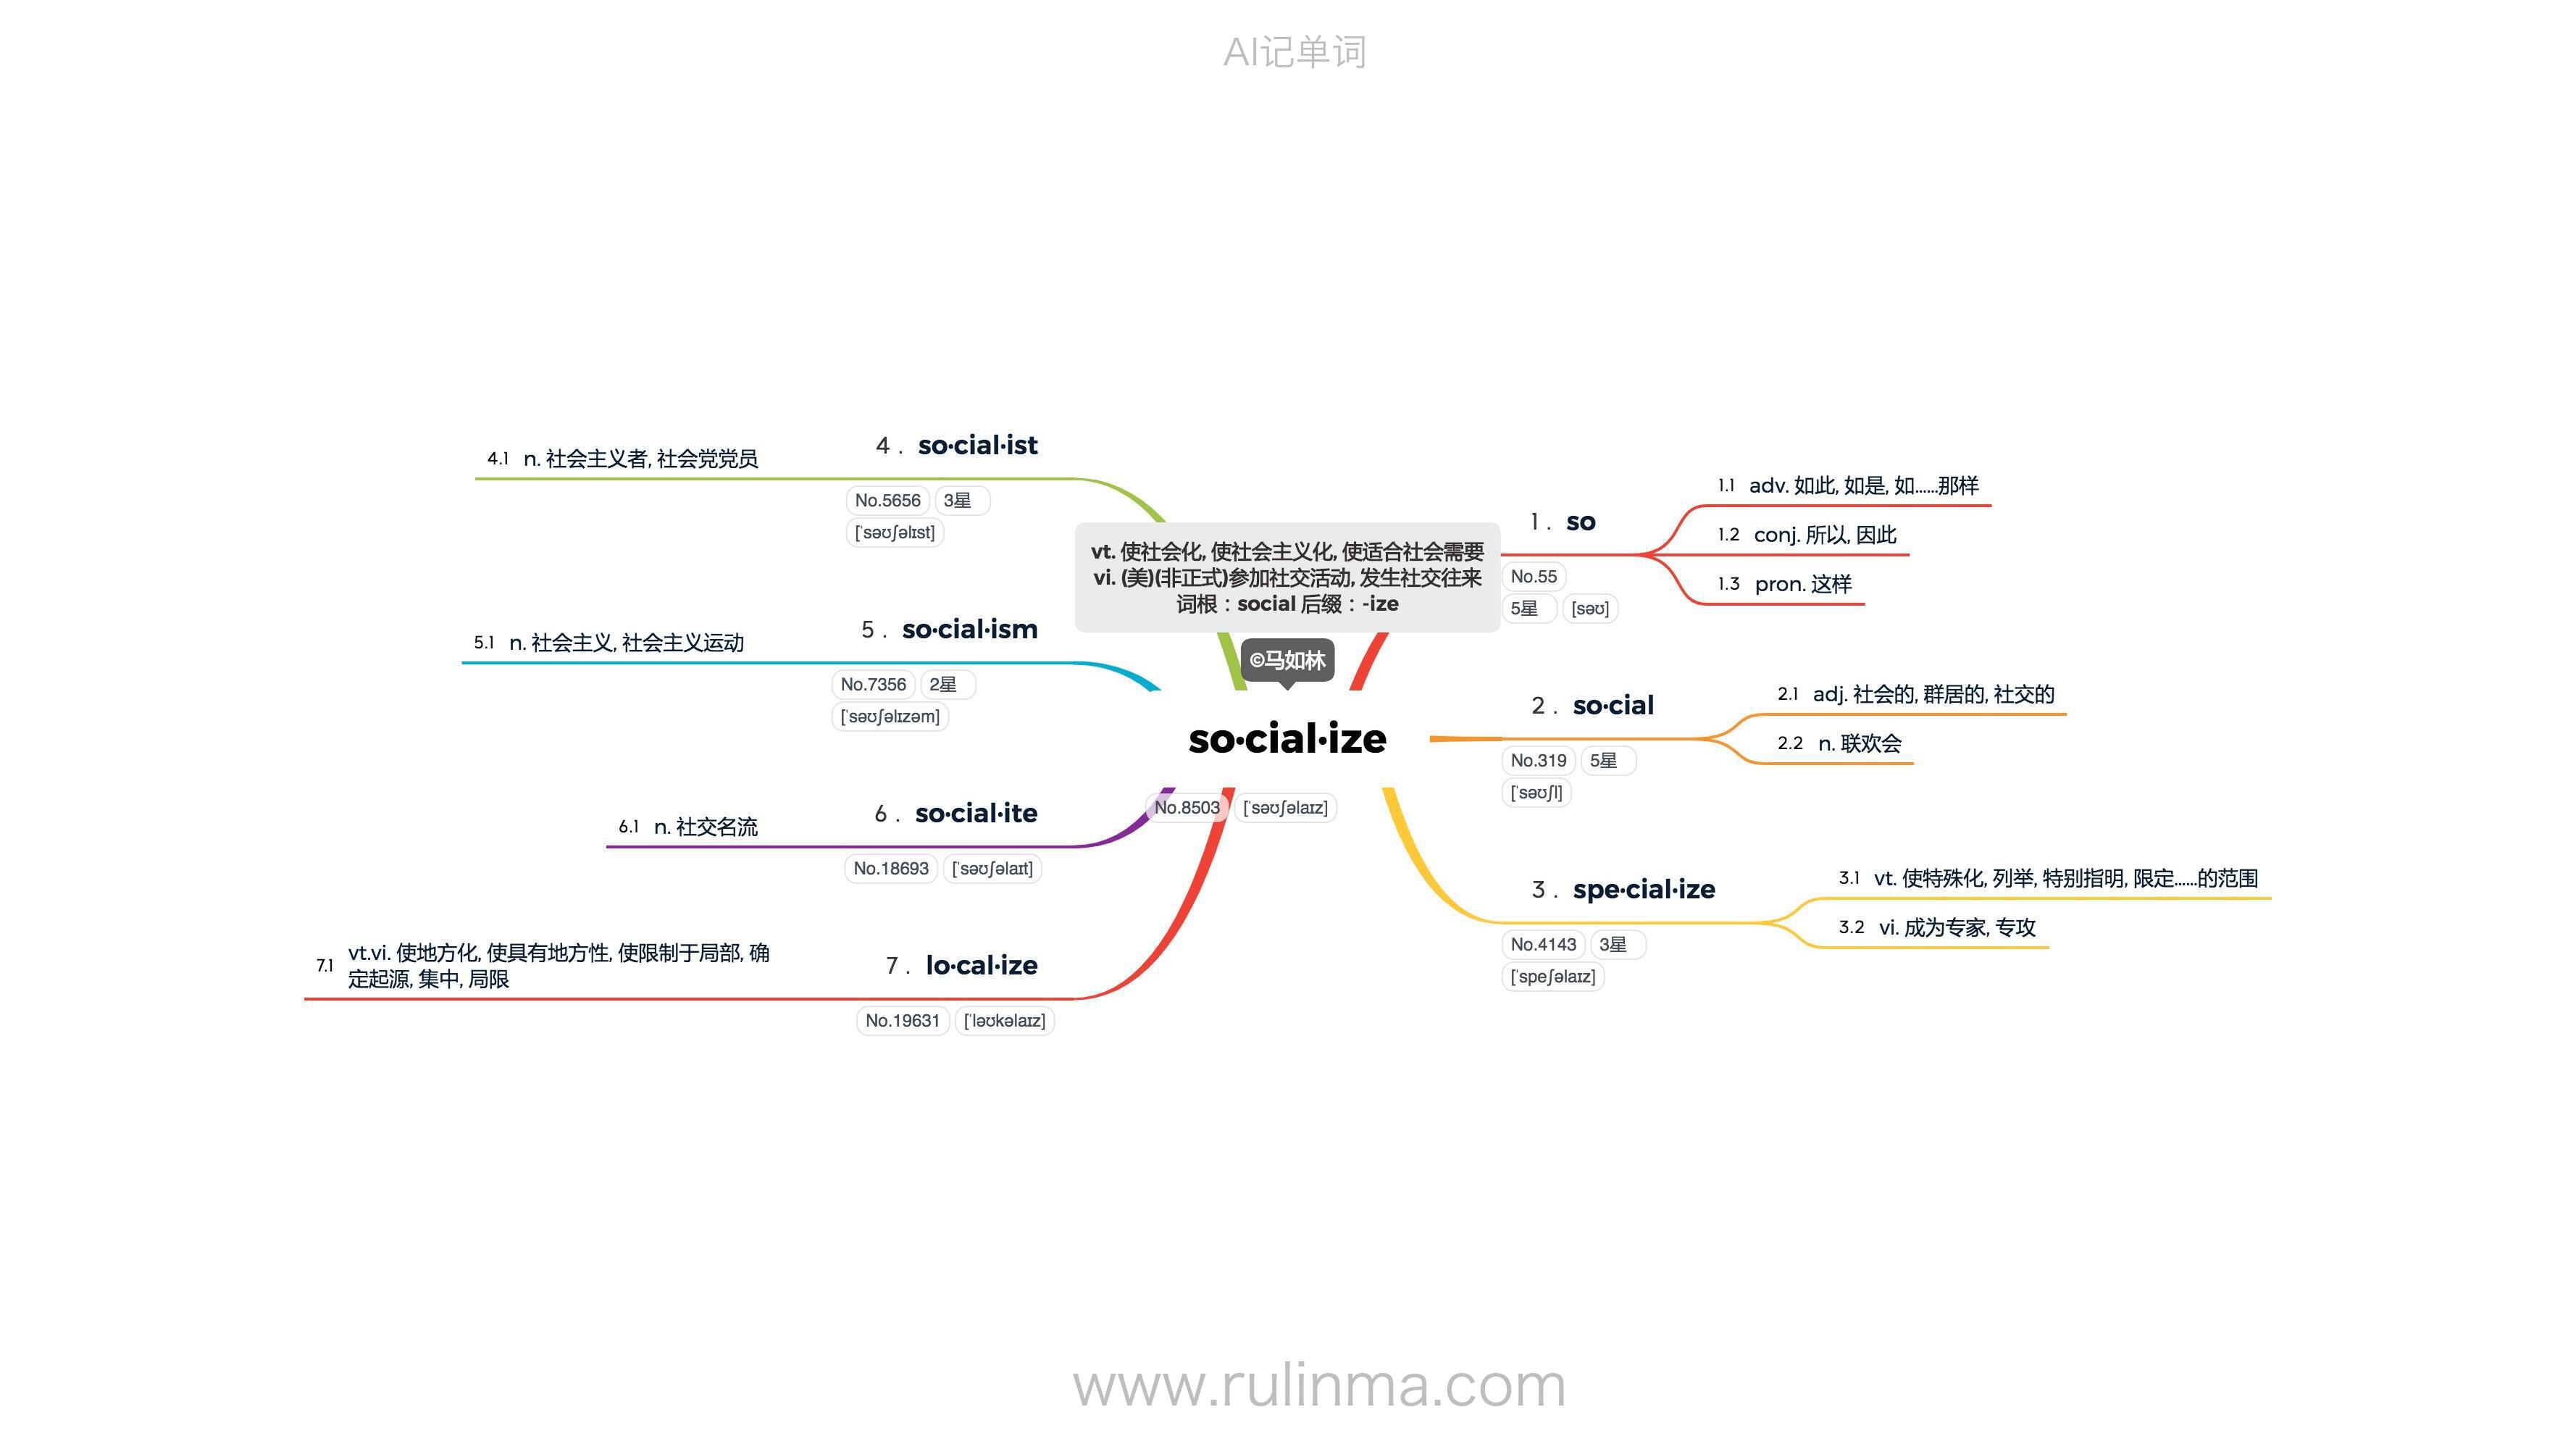 AI记单词
vt. 使社会化, 使社会主义化, 使适合社会需要
vi. (美)(非正式)参加社交活动, 发生社交往来
词根：social 后缀：-ize
©马如林
so·cial·ize
No.8503 [ˈsəʊʃəlaɪz]
1. so
No.55
5星 [səʊ]
1.1 adv. 如此, 如是, 如……那样
1.2 conj. 所以, 因此
1.3 pron. 这样
2. so·cial
No.319 5星
[ˈsəʊʃl]
2.1 adj. 社会的, 群居的, 社交的
2.2 n. 联欢会
3. spe·cial·ize
No.4143 3星
[ˈspeʃəlaɪz]
3.1 vt. 使特殊化, 列举, 特别指明, 限定……的范围
3.2 vi. 成为专家, 专攻
4. so·cial·ist
No.5656 3星
[ˈsəʊʃəlɪst]
4.1 n. 社会主义者, 社会党党员
5. so·cial·ism
No.7356 2星
[ˈsəʊʃəlɪzəm]
5.1 n. 社会主义, 社会主义运动
6. so·cial·ite
No.18693 [ˈsəʊʃəlaɪt]
6.1 n. 社交名流
7. lo·cal·ize
No.19631 [ˈləʊkəlaɪz]
7.1 vt.vi. 使地方化, 使具有地方性, 使限制于局部, 确
定起源, 集中, 局限
www.rulinma.com